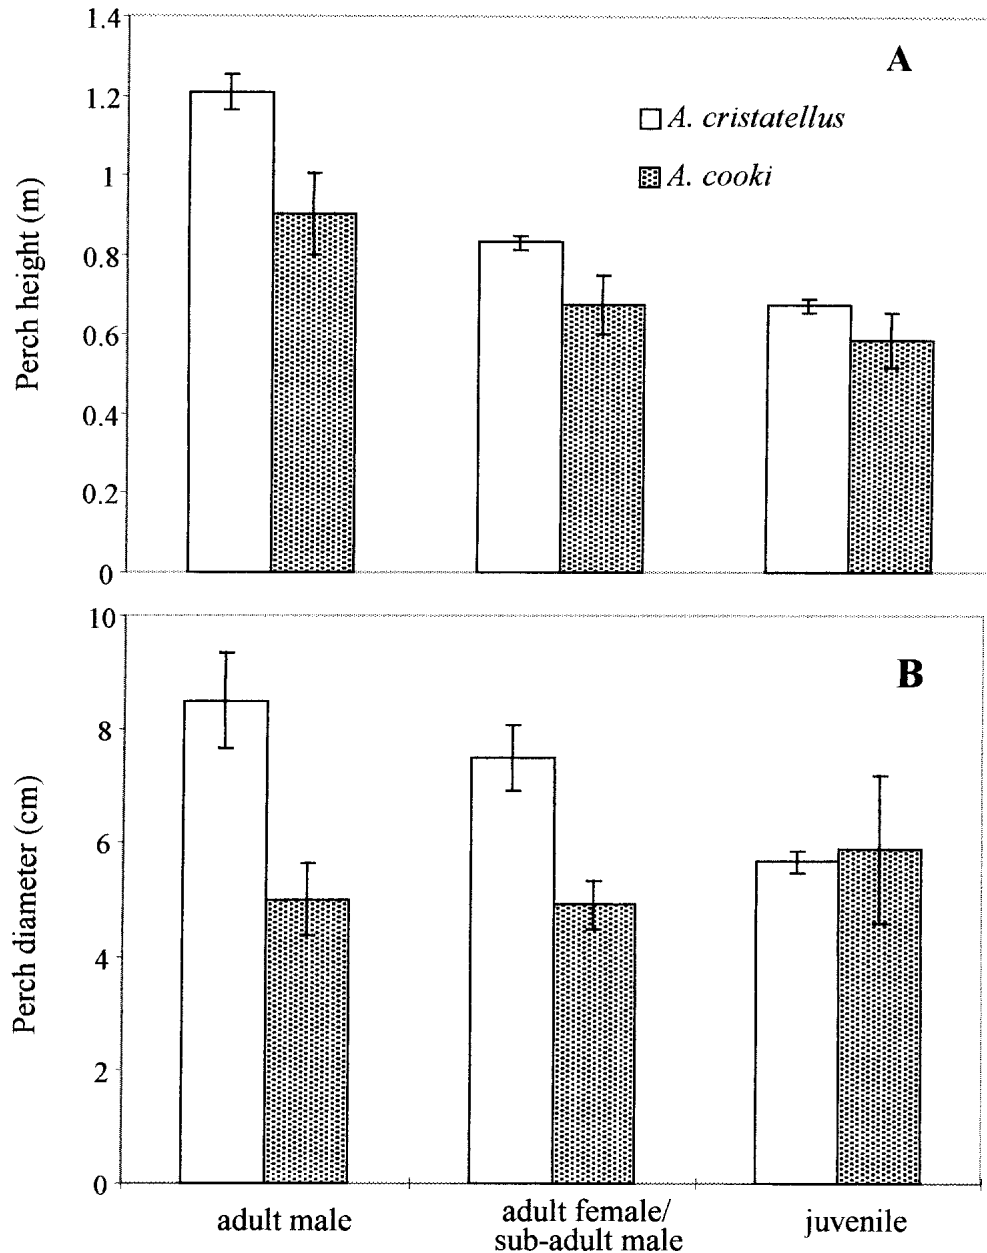 1.4
1.2
1
0.8
0.6
0.4
0.2
0
Perch height (m)
A
A. cristatellus
A. cooki
10
8
6
4
2
0
Perch diameter (cm)
B
adult male
adult female/
sub-adult male
juvenile